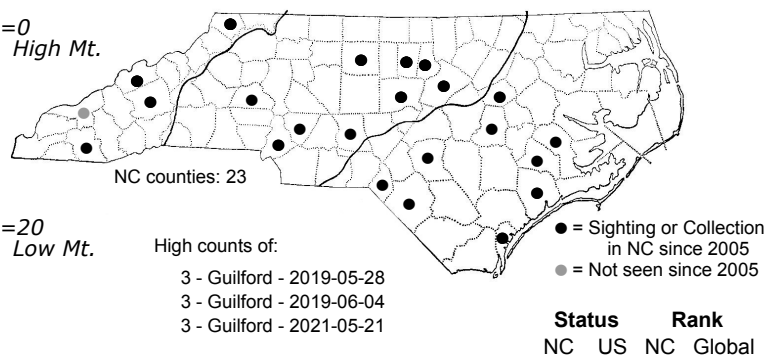 =0
High Mt.
NC counties: 23
=20
Low Mt.
High counts of:
3 - Guilford - 2019-05-28
3 - Guilford - 2019-06-04
3 - Guilford - 2021-05-21
= Sighting or Collection
in NC since 2005
= Not seen since 2005
Status Rank
NC US NC Global